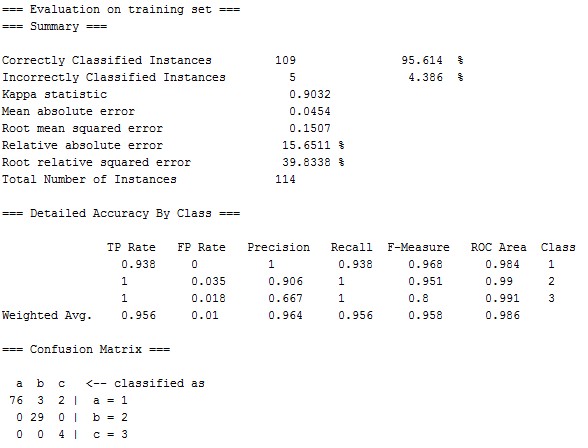 === Evaluation on training set ===
=== Summary ===
Correctly Classified Instances 109 95.614 %
Incorrectly Classified Instances 5 4.386 %
Kappa statistic 0.9032
Mean absolute error 0.0454
Root mean squared error 0.1507
Relative absolute error 15.6511 %
Root relative squared error 39.8338 %
Total Number of Instances 114
=== Detailed Accuracy By Class ===
TP Rate FP Rate Precision Recall F-Measure ROC Area Class
0.938 0 1 0.938 0.968 0.984 1
1 0.035 0.906 1 0.951 0.99 2
1 0.018 0.667 1 0.8 0.991 3
Weighted Avg. 0.956 0.01 0.964 0.956 0.958 0.986
=== Confusion Matrix ===
a b c <-- classified as
76 3 2 | a = 1
0 29 0 | b = 2
0 0 4 | c = 3